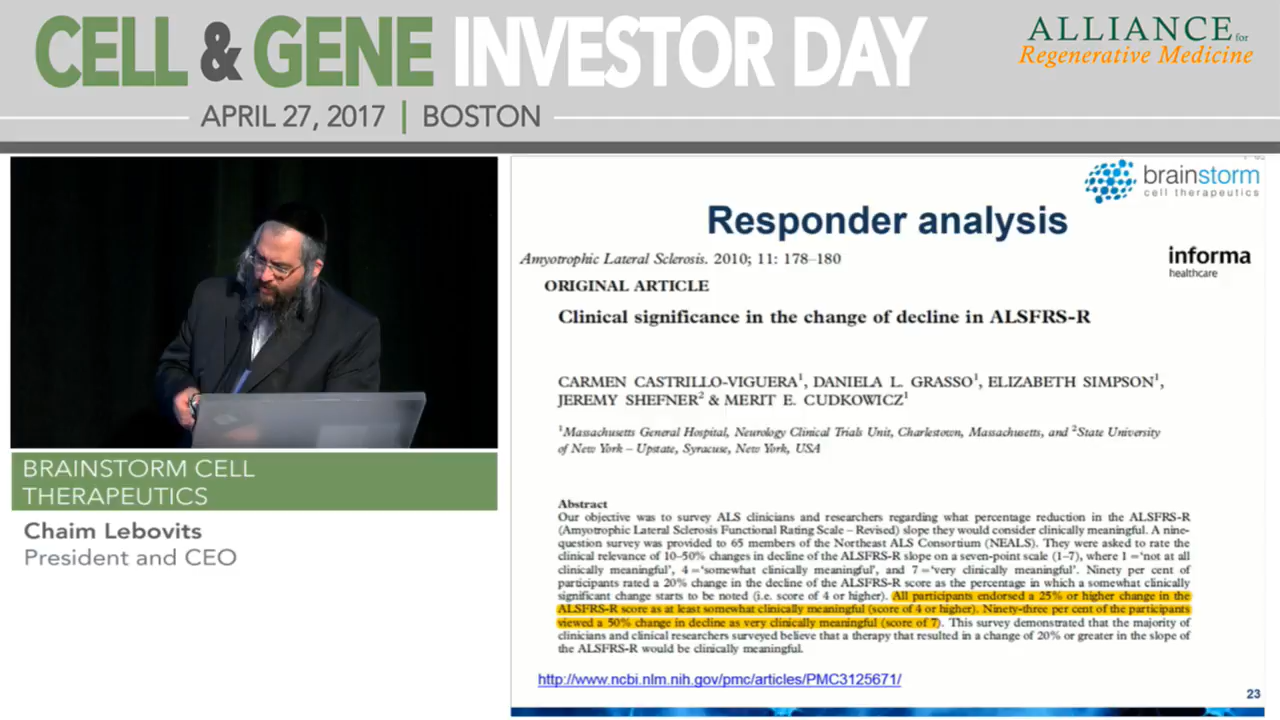 CELL & GENE INVESTOR DAY
APRIL 27, 2017 | BOSTON
ALLIANCE for
Regenerative Medicine
BRAINSTORM CELL
THERAPEUTICS
Chaim Lebovits
President and CEO
brainstorm
cell therapeutics
Responder analysis
Amyotrophic Lateral Sclerosis. 2010; 11: 178–180
informa
healthcare
ORIGINAL ARTICLE
Clinical significance in the change of decline in ALSFRS-R
CARMEN CASTRILLO-VIGUERA¹, DANIELA L. GRASSO¹, ELIZABETH SIMPSON¹,
JEREMY SHEFNER² & MERIT E. CUDKOWICZ¹
¹Massachusetts General Hospital, Neurology Clinical Trials Unit, Charlestown, Massachusetts, and ²State University
of New York – Upstate, Syracuse, New York, USA
Abstract
Our objective was to survey ALS clinicians and researchers regarding what percentage reduction in the ALSFRS-R
(Amyotrophic Lateral Sclerosis Functional Rating Scale – Revised) slope they would consider clinically meaningful. A nine-
question survey was provided to 65 members of the Northeast ALS Consortium (NEALS). They were asked to rate the
clinical relevance of 10–50% changes in decline of the ALSFRS-R slope on a seven-point scale (1–7), where 1 = 'not at all
clinically meaningful', 4 = 'somewhat clinically meaningful', and 7 = 'very clinically meaningful'. Ninety per cent of
participants rated a 20% change in the decline of the ALSFRS-R score as the percentage in which a somewhat clinically
significant change starts to be noted (i.e. score of 4 or higher). All participants endorsed a 25% or higher change in the
ALSFRS-R score as at least somewhat clinically meaningful (score of 4 or higher). Ninety-three per cent of the participants
viewed a 50% change in decline as very clinically meaningful (score of 7). This survey demonstrated that the majority of
clinicians and clinical researchers surveyed believe that a therapy that resulted in a change of 20% or greater in the slope of
the ALSFRS-R would be clinically meaningful.
http://www.ncbi.nlm.nih.gov/pmc/articles/PMC3125671/
23